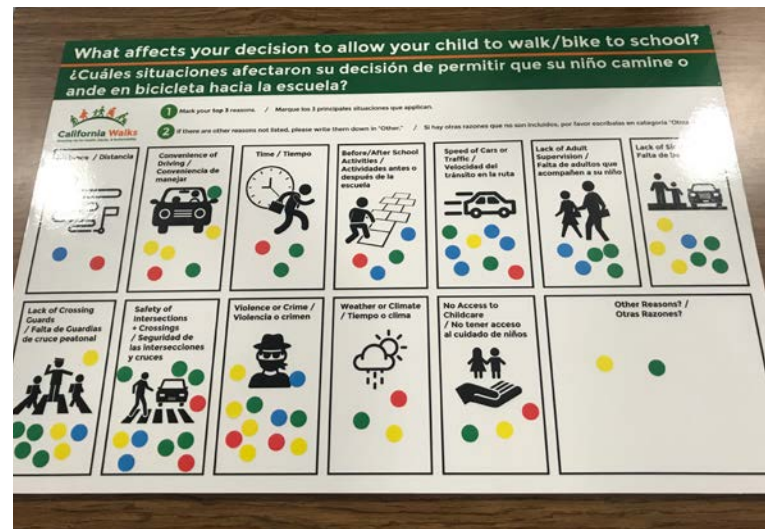 What affects your decision to allow your child to walk/bike to school?
¿Cuáles situaciones afectaron su decisión de permitir que su niño camine o
ande en bicicleta hacia la escuela?
California Walks
1 Mark your top 3 reasons. / Marque los 3 principales situaciones que applican.
2 If there are other reasons not listed, please write them down in "Other." / Si hay otras razones que no son incluidos, por favor escríbalas en categoría "Otras
/ Distancia
Convenience of
Driving /
Conveniencia de
manejar
Time / Tiempo
Before/After School
Activities /
Actividades antes o
después de la
escuela
Speed of Cars or
Traffic /
Velocidad del
tránsito en la ruta
Lack of Adult
Supervision /
Falta de adultos que
acompañen a su niño
Lack of
Falta de
Lack of Crossing
Guards
/ Falta de Guardias
de cruce peatonal
Safety of
Intersections
+ Crossings
/ Seguridad de
las intersecciones
y cruces
Violence or Crime /
Violencia o crimen
Weather or Climate
/ Tiempo o clima
No Access to
Childcare
/ No tener acceso
al cuidado de niños
Other Reasons? /
Otras Razones?